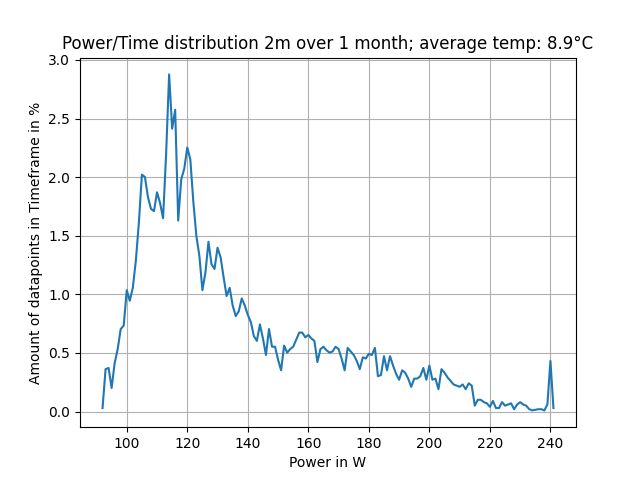 Power/Time distribution 2m over 1 month; average temp: 8.9°C
Amount of datapoints in Timeframe in %
3.0
2.5
2.0
1.5
1.0
0.5
0.0
100 120 140 160 180 200 220 240
Power in W